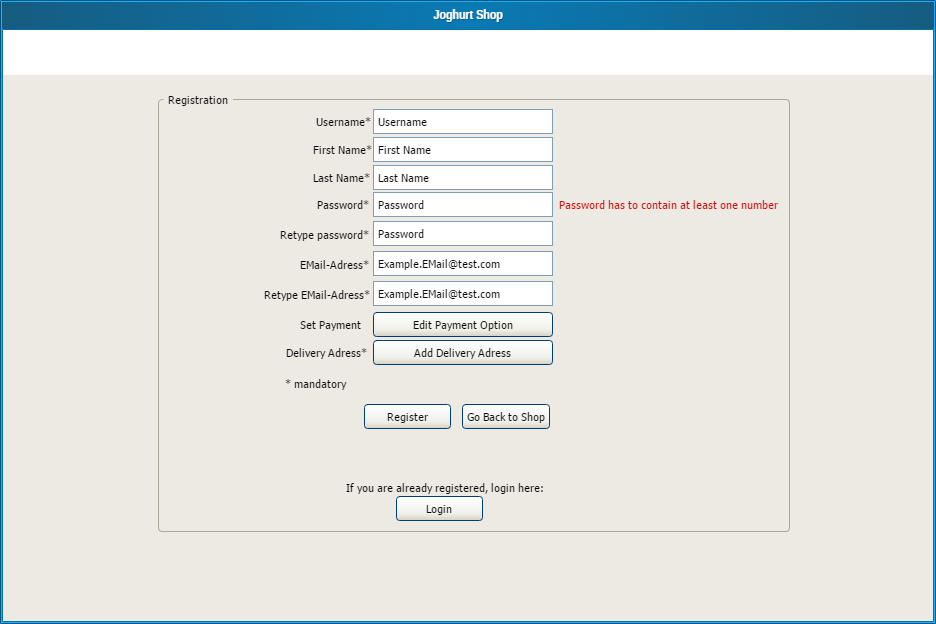 Joghurt Shop
Registration
Username* Username
First Name* First Name
Last Name* Last Name
Password* Password Password has to contain at least one number
Retype password* Password
EMail-Adress* Example.EMail@test.com
Retype EMail-Adress* Example.EMail@test.com
Set Payment Edit Payment Option
Delivery Adress* Add Delivery Adress
* mandatory
Register Go Back to Shop
If you are already registered, login here:
Login